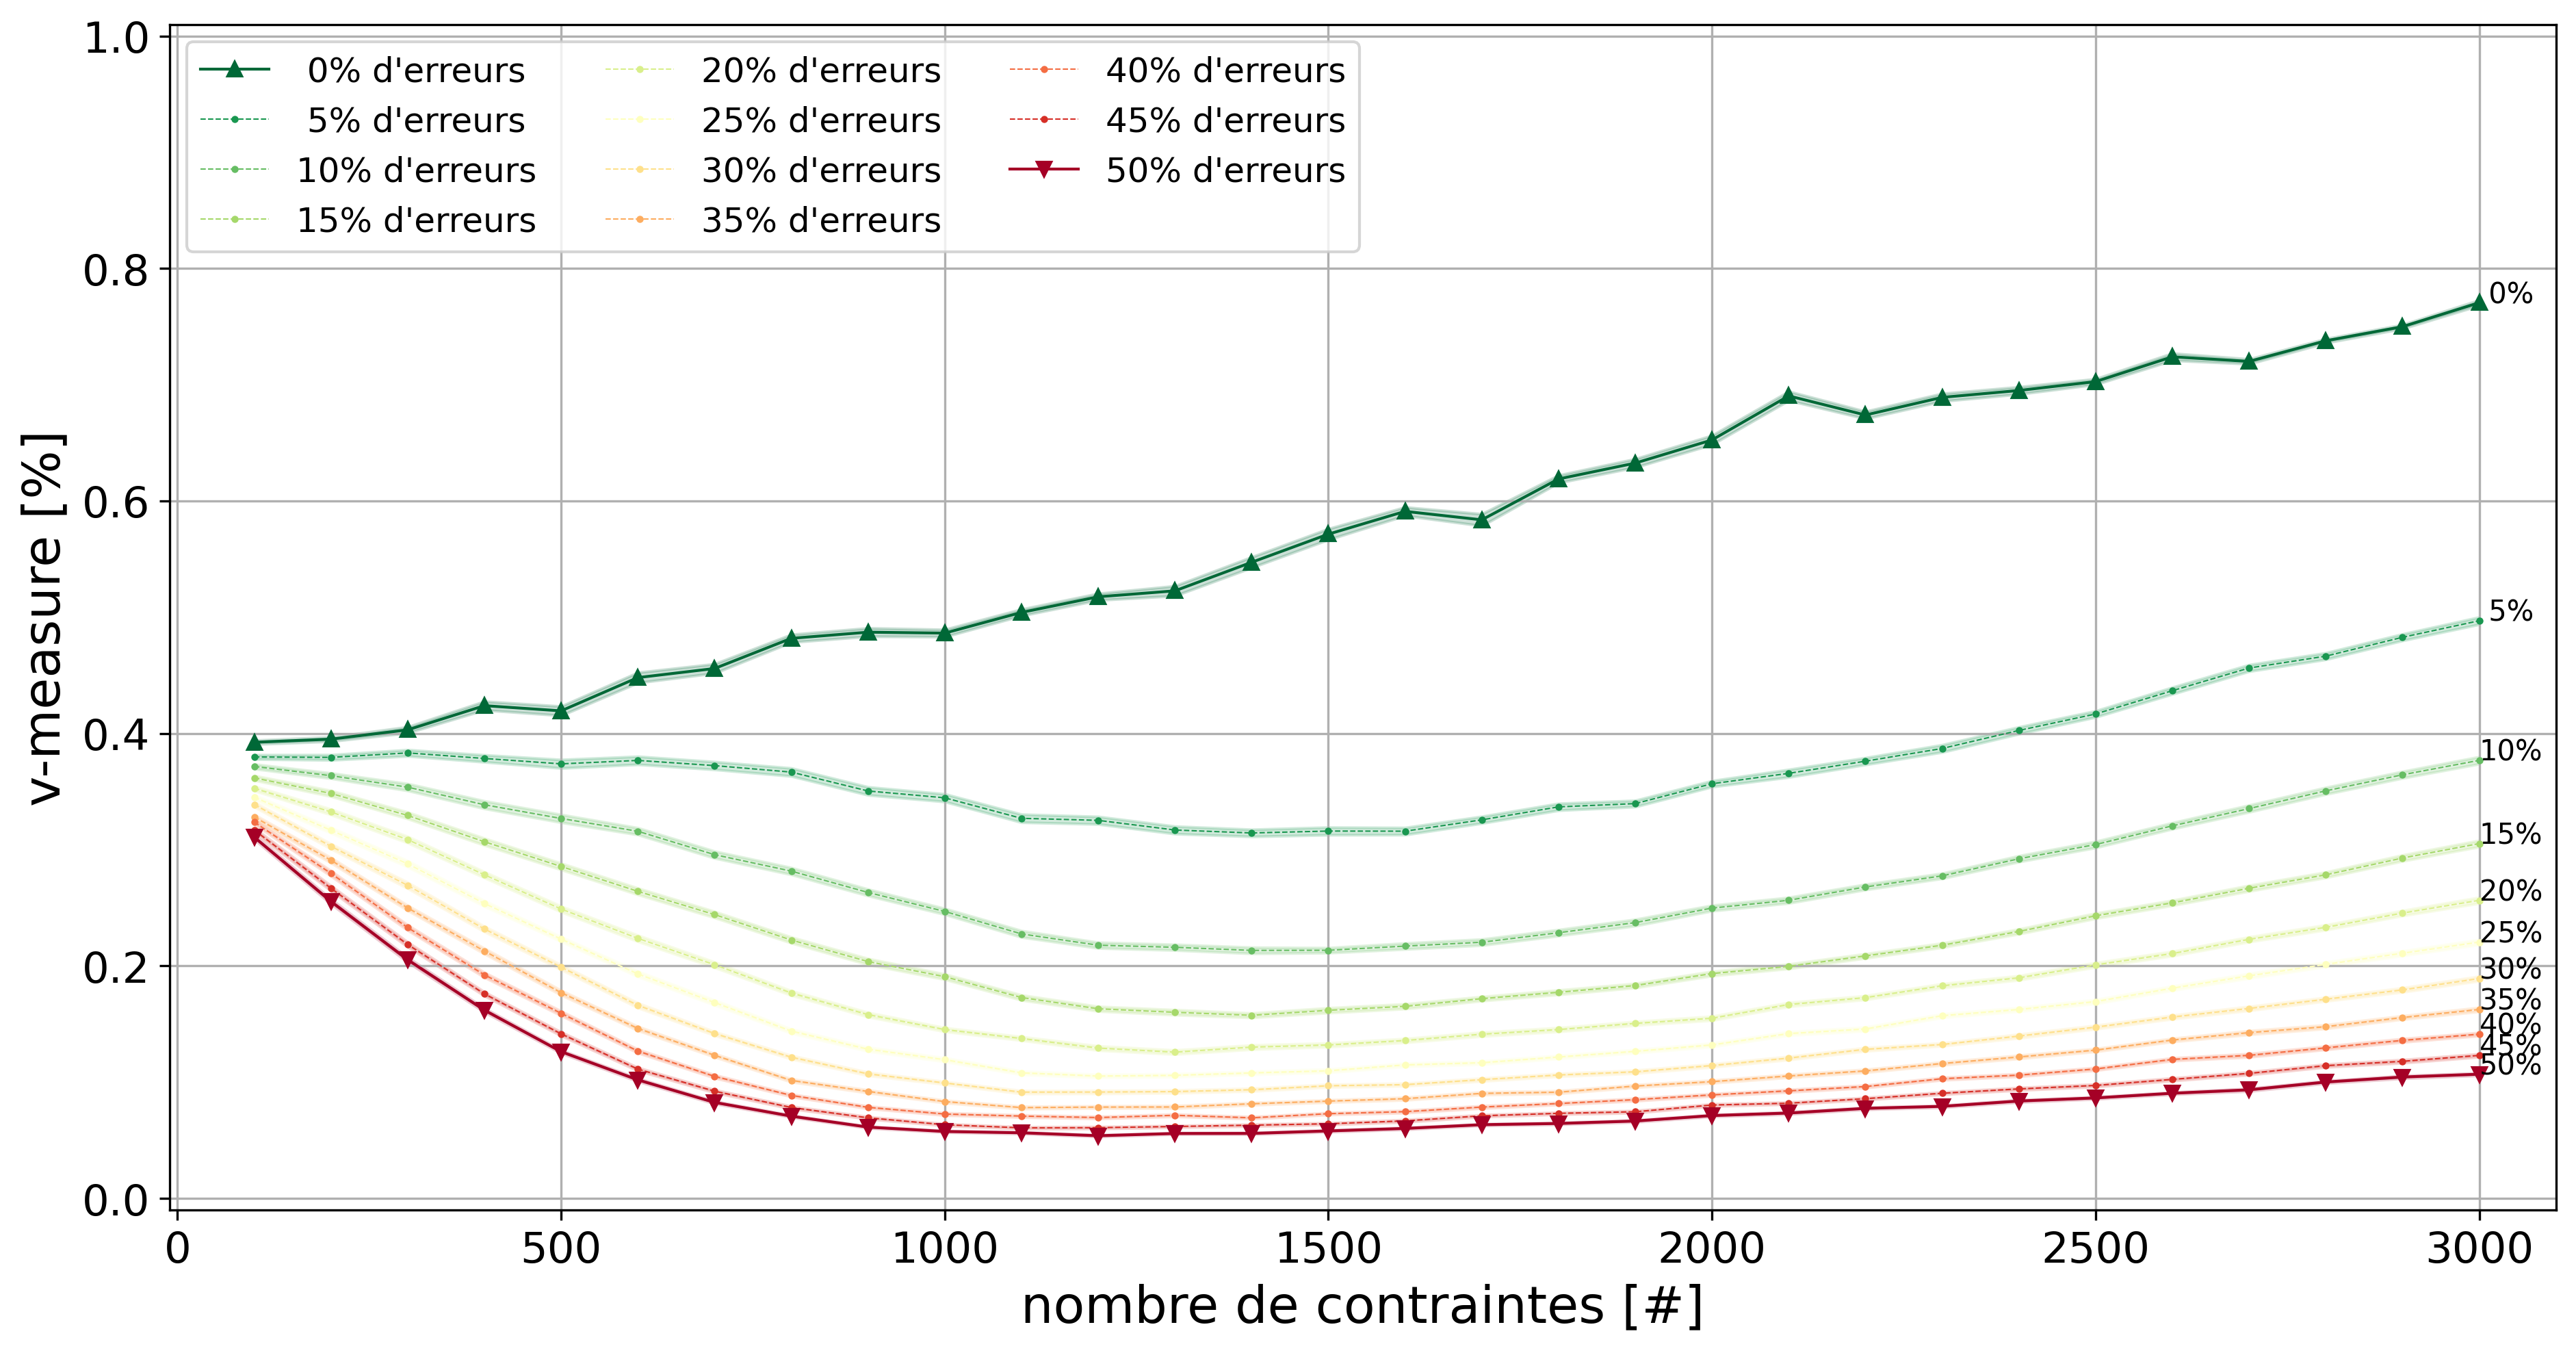 v-measure [%]
1.0
0.8
0.6
0.4
0.2
0.0
0% d'erreurs
5% d'erreurs
10% d'erreurs
15% d'erreurs
20% d'erreurs
25% d'erreurs
30% d'erreurs
35% d'erreurs
40% d'erreurs
45% d'erreurs
50% d'erreurs
0%
5%
10%
15%
20%
25%
30%
35%
40%
45%
50%
0 500 1000 1500 2000 2500 3000
nombre de contraintes [#]